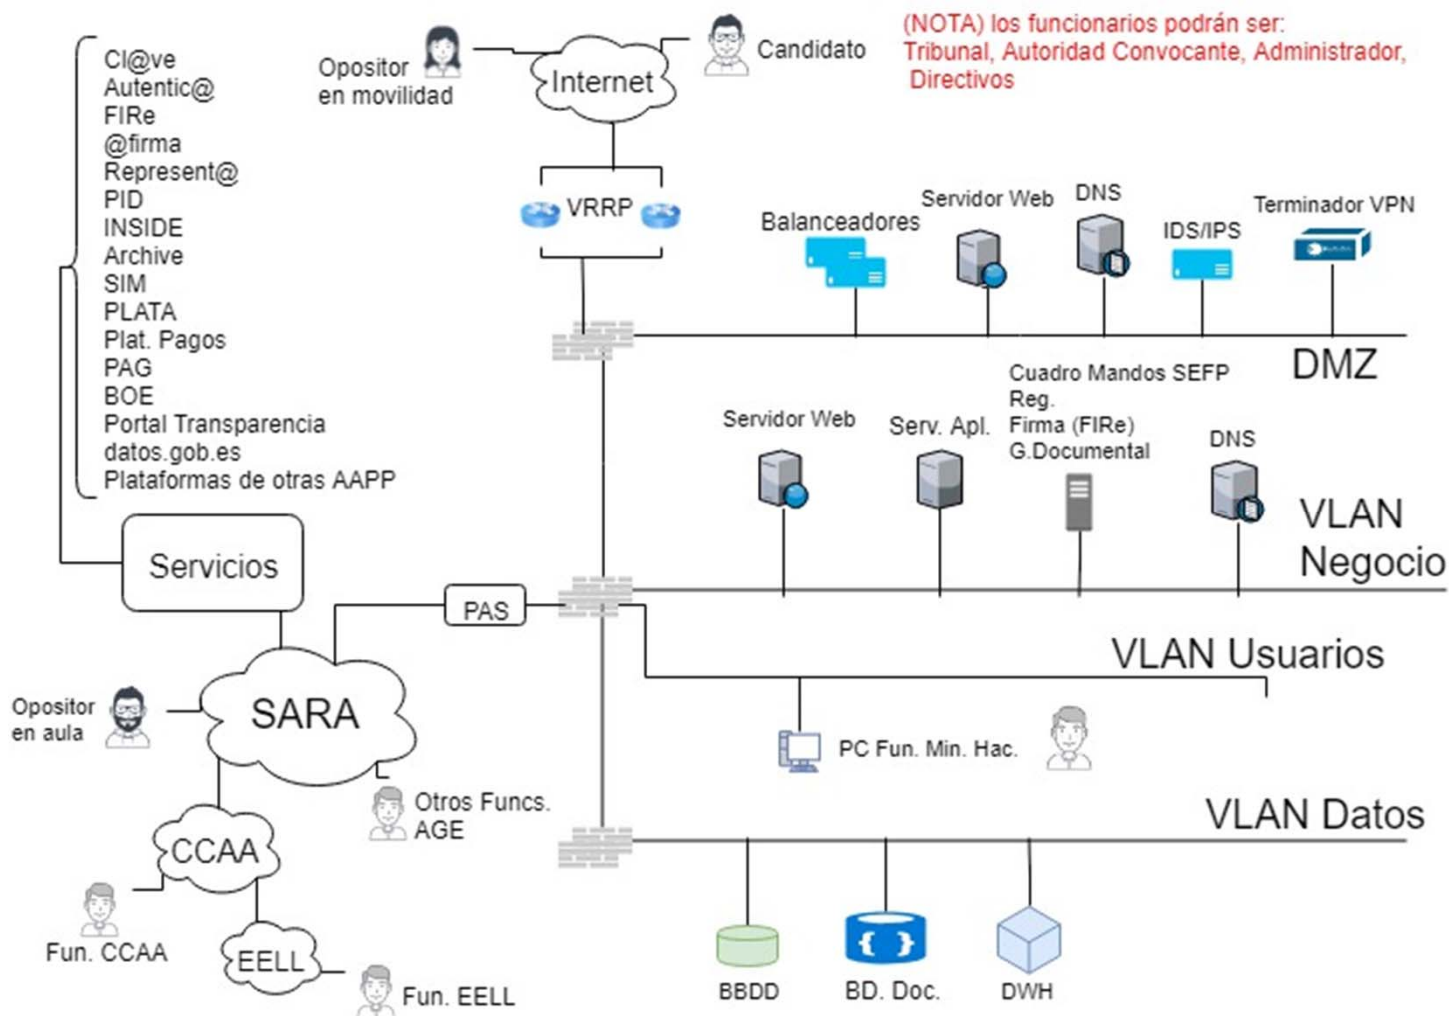 (NOTA) los funcionarios podrán ser:
Tribunal, Autoridad Convocante, Administrador,
Directivos
Cl@ve
Autentic@
FIRe
@firma
Represent@
PID
INSIDE
Archive
SIM
PLATA
Plat. Pagos
PAG
BOE
Portal Transparencia
datos.gob.es
Plataformas de otras AAPP
Opositor
en movilidad
Internet
Candidato
VRRP
Balanceadores
Servidor Web
DNS
IDS/IPS
Terminador VPN
DMZ
Servidor Web
Serv. Apl.
Cuadro Mandos SEFP
Reg.
Firma (FIRe)
G.Documental
DNS
VLAN
Negocio
Servicios
PAS
VLAN Usuarios
SARA
Opositor
en aula
PC Fun. Min. Hac.
Otros Funcs.
AGE
VLAN Datos
CCAA
Fun. CCAA
EELL
Fun. EELL
BBDD
BD. Doc.
DWH